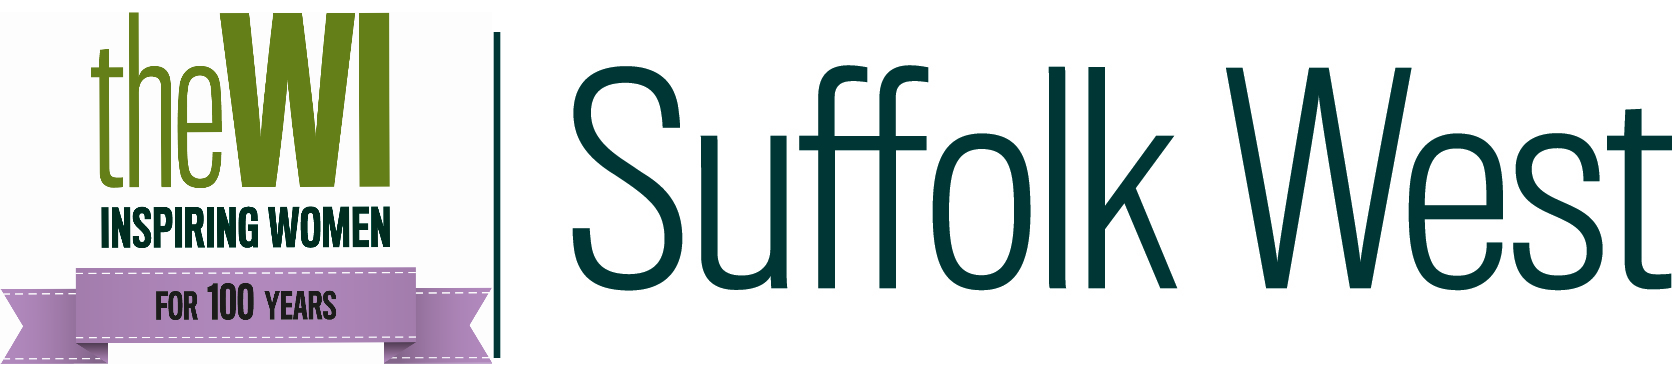 theWI
INSPIRING WOMEN
FOR 100 YEARS
Suffolk West